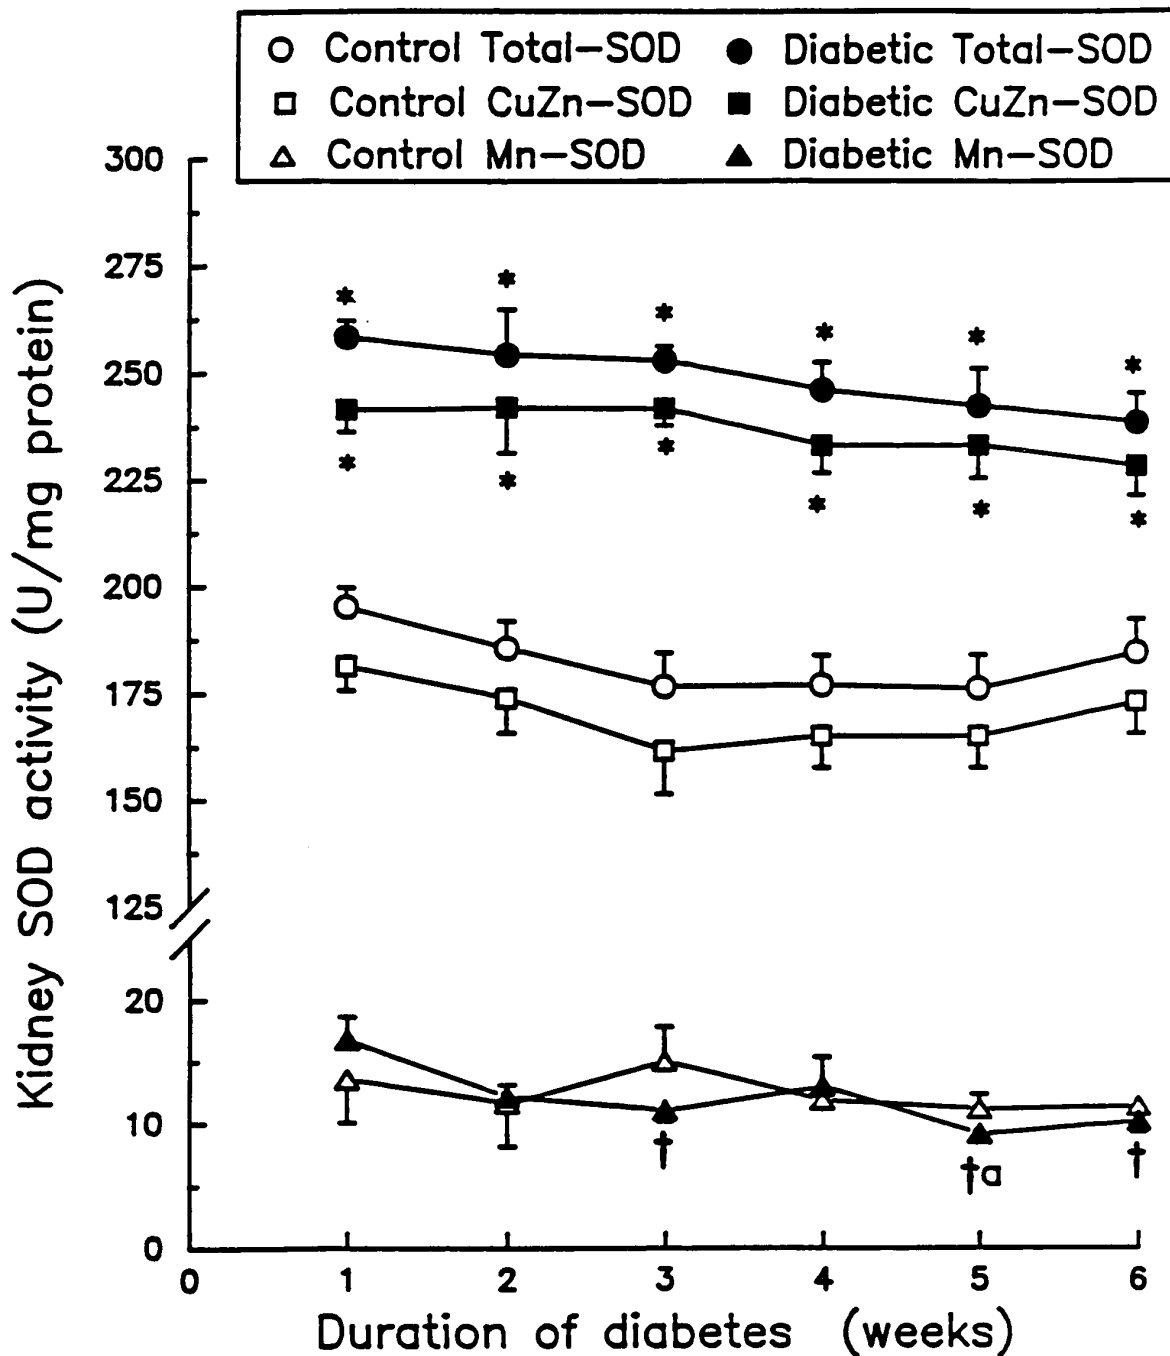 Control Total-SOD Diabetic Total-SOD
Control CuZn-SOD Diabetic CuZn-SOD
Control Mn-SOD Diabetic Mn-SOD
Kidney SOD activity (U/mg protein)
300
275
* * * * * *
250
225
* * * * * *
200
175
150
125
20
10
† †a †
0
0 1 2 3 4 5 6
Duration of diabetes (weeks)